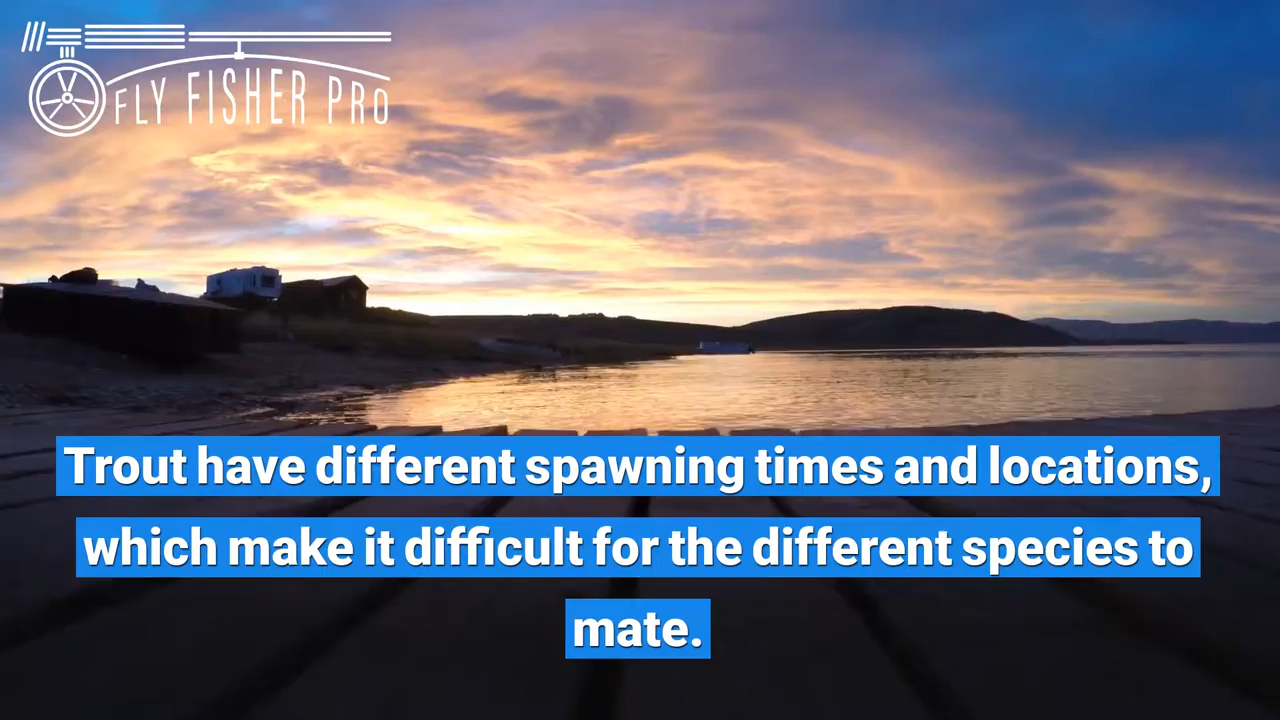 FLY FISHER PRO
Trout have different spawning times and locations,
which make it difficult for the different species to
mate.